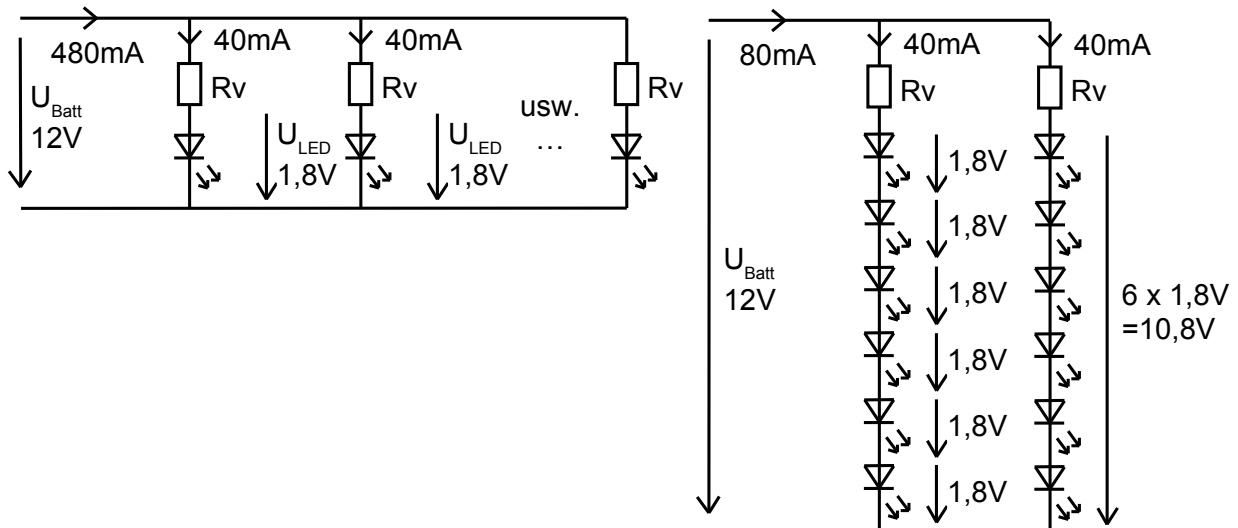 480mA
40mA
40mA
Rv
Rv
Rv
U_Batt
12V
U_LED
1,8V
U_LED
1,8V
usw.
...
80mA
40mA
40mA
Rv
Rv
U_Batt
12V
1,8V
1,8V
1,8V
1,8V
1,8V
1,8V
6 x 1,8V
=10,8V